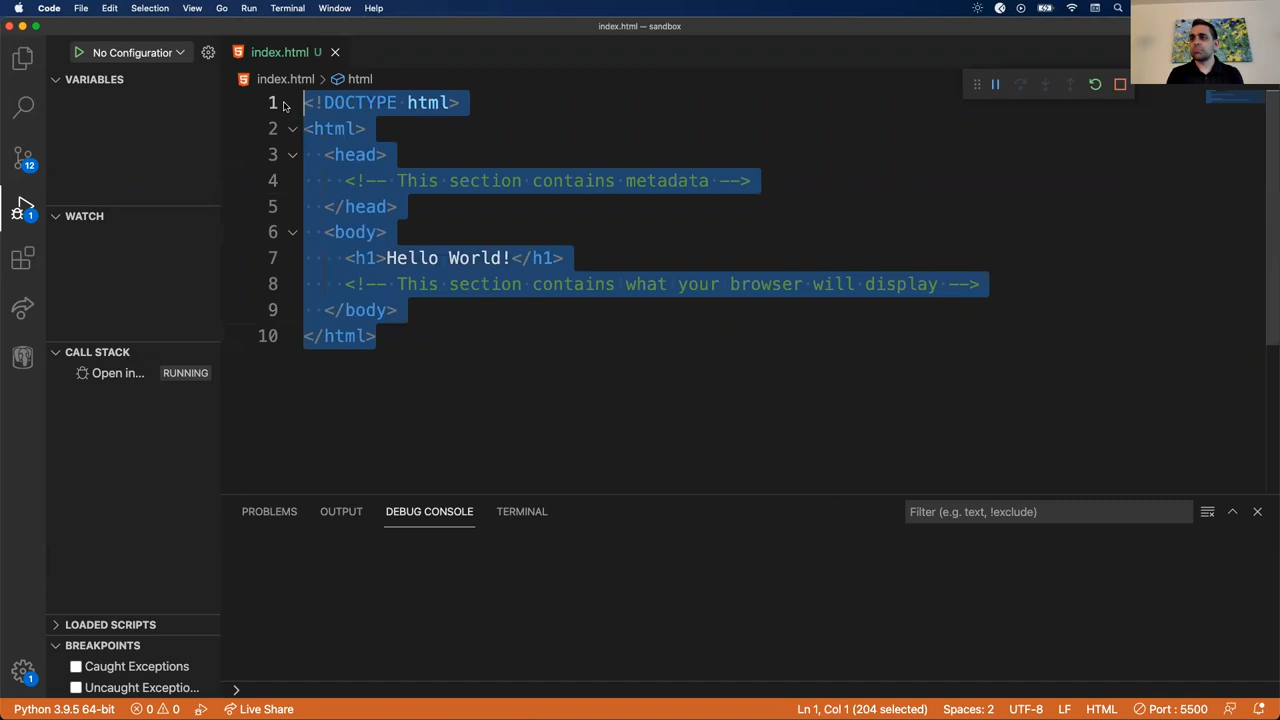 Code File Edit Selection View Go Run Terminal Window Help
index.html — sandbox
No Configuration
index.html U
index.html > html
VARIABLES
1 <!DOCTYPE html>
2 <html>
3 <head>
4 <!-- This section contains metadata -->
5 </head>
6 <body>
7 <h1>Hello World!</h1>
8 <!-- This section contains what your browser will display -->
9 </body>
10 </html>
12
1
WATCH
CALL STACK
Open in... RUNNING
PROBLEMS OUTPUT DEBUG CONSOLE TERMINAL Filter (e.g. text, !exclude)
LOADED SCRIPTS
BREAKPOINTS
Caught Exceptions
Uncaught Exceptio...
1
Python 3.9.5 64-bit 0 0 Live Share Ln 1, Col 1 (204 selected) Spaces: 2 UTF-8 LF HTML Port : 5500